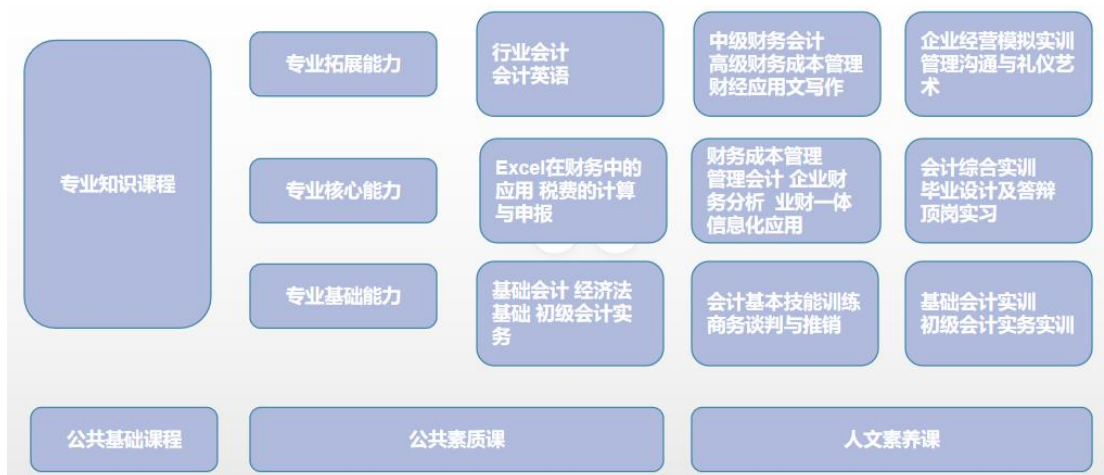 专业知识课程
专业拓展能力
行业会计
会计英语
中级财务会计
高级财务成本管理
财经应用文写作
企业经营模拟实训
管理沟通与礼仪艺
术
专业核心能力
Excel在财务中的
应用 税费的计算
与申报
财务成本管理
管理会计 企业财
务分析 业财一体
信息化应用
会计综合实训
毕业设计及答辩
顶岗实习
专业基础能力
基础会计 经济法
基础 初级会计实
务
会计基本技能训练
商务谈判与推销
基础会计实训
初级会计实务实训
公共基础课程
公共素质课
人文素养课